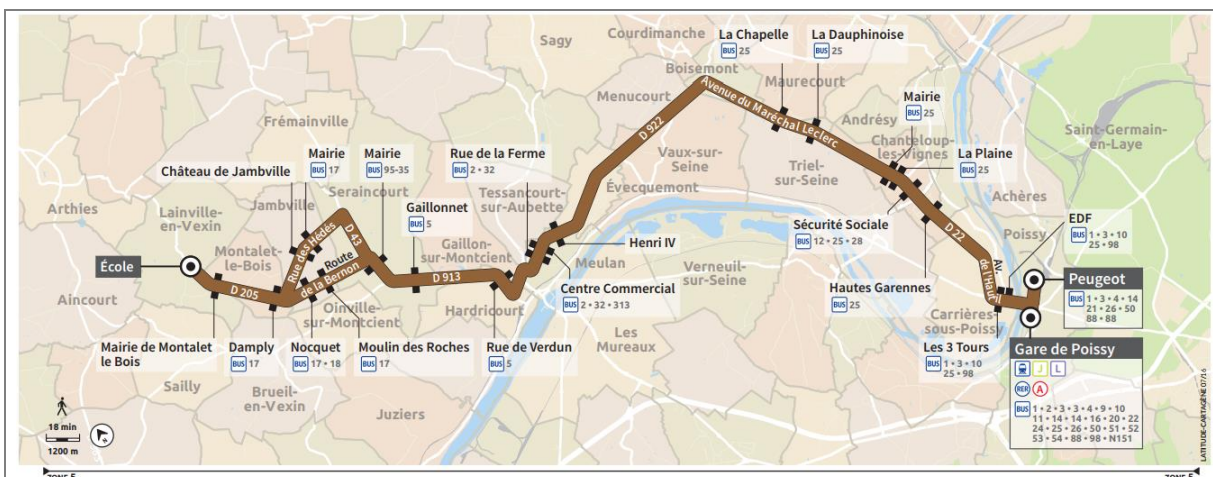 Courdimanche
La Chapelle
BUS 25
La Dauphinoise
BUS 25
Sagy
Boisemont
Maurecourt
Menucourt
Avenue du Maréchal Leclerc
Mairie
BUS 25
Frémainville
D 922
Andrésy
Chanteloup-
les-Vignes
Saint-Germain-
en-Laye
Mairie
BUS 17
Mairie
BUS 95-35
Rue de la Ferme
BUS 2 • 32
Vaux-sur-
Seine
La Plaine
BUS 25
Château de Jambville
Seraincourt
Tessancourt-
sur-Aubette
Triel-
sur-Seine
Évecquemont
Achères
Arthies
Lainville-
en-Vexin
Jambville
Gaillonnet
BUS 5
Rue des Hédés
D 43
Sécurité Sociale
BUS 12 • 25 • 28
EDF
BUS 1 • 3 • 10
25 • 98
Poissy
Montalet-
le-Bois
Route
de la Bernon
Gaillon-
sur-Montcient
Henri IV
D 22
École
Meulan
Verneuil-
sur-Seine
Av.
de l'Hautil
Peugeot
BUS 1 • 3 • 4 • 14
21 • 26 • 50
88 • 88
D 205
D 913
Centre Commercial
BUS 2 • 32 • 313
Hautes Garennes
BUS 25
Aincourt
Oinville-
sur-Montcient
Hardricourt
Carrières-
sous-Poissy
Les
Mureaux
Mairie de Montalet
le Bois
Damply
BUS 17
Nocquet
BUS 17 • 18
Moulin des Roches
BUS 17
Rue de Verdun
BUS 5
Les 3 Tours
BUS 1 • 3 • 10
25 • 98
Gare de Poissy
J L
RER A
BUS 1 • 2 • 3 • 3 • 4 • 9 • 10
11 • 14 • 14 • 16 • 20 • 22
24 • 25 • 26 • 50 • 51 • 52
53 • 54 • 88 • 98 • N151
Sailly
Brueil-
en-Vexin
Juziers
18 min
1200 m
LATITUDE-CARTAGÈNE 07/16
ZONE 5
ZONE 5